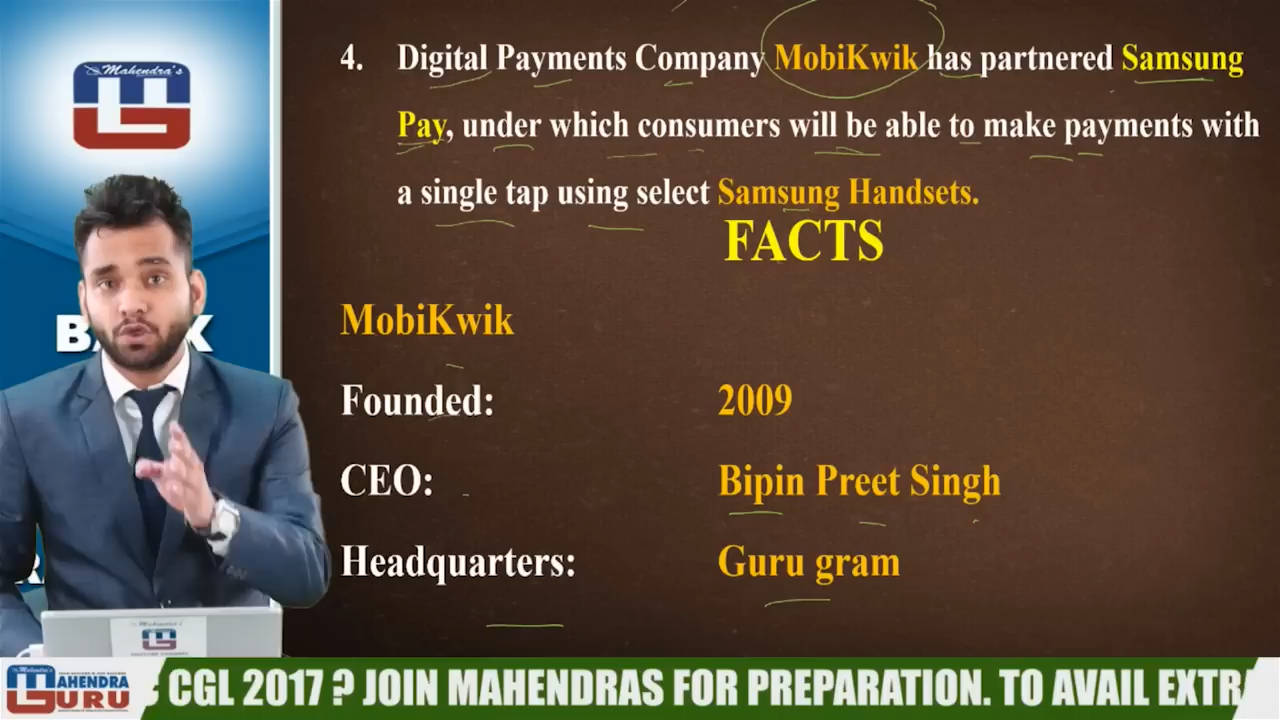 4. Digital Payments Company MobiKwik has partnered Samsung
Pay, under which consumers will be able to make payments with
a single tap using select Samsung Handsets.
FACTS
MobiKwik
Founded: 2009
CEO: Bipin Preet Singh
Headquarters: Guru gram
Mahendra's
MAHENDRA
GURU
CGL 2017 ? JOIN MAHENDRAS FOR PREPARATION. TO AVAIL EXTRA